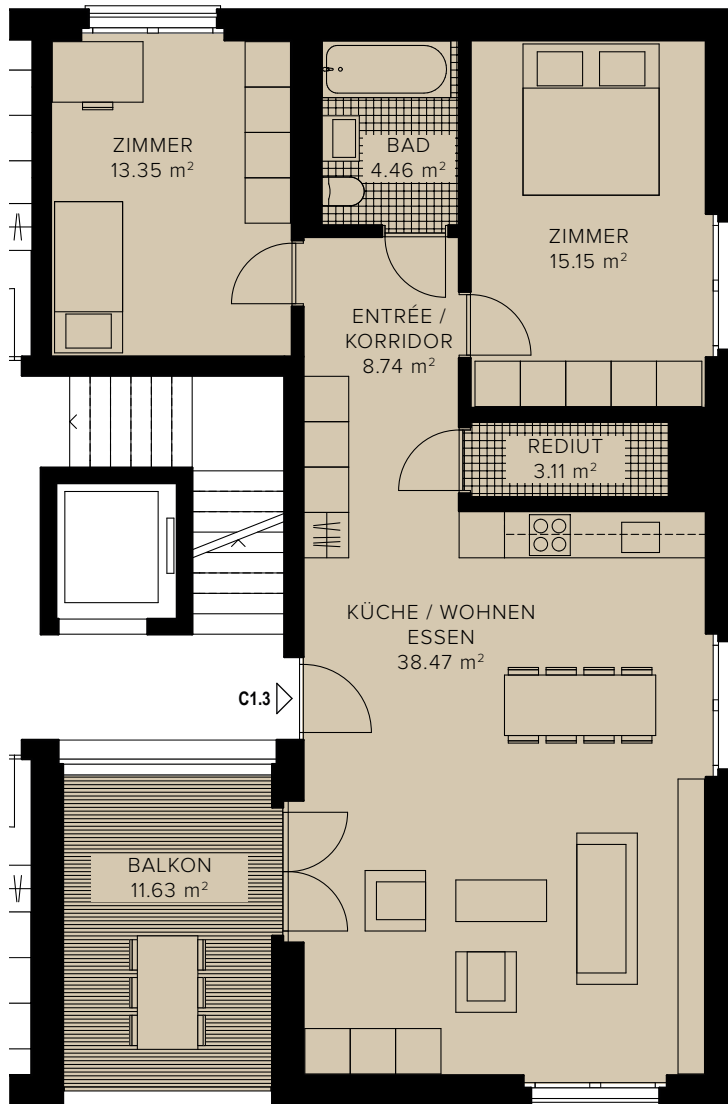 ZIMMER
13.35 m²
BAD
4.46 m²
ZIMMER
15.15 m²
ENTRÉE /
KORRIDOR
8.74 m²
REDIUT
3.11 m²
KÜCHE / WOHNEN
ESSEN
38.47 m²
C1.3
BALKON
11.63 m²